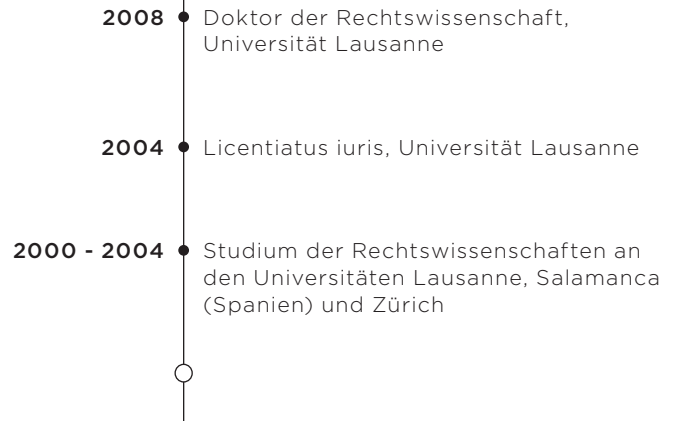 2008 Doktor der Rechtswissenschaft,
Universität Lausanne
2004 Licentiatus iuris, Universität Lausanne
2000 - 2004 Studium der Rechtswissenschaften an
den Universitäten Lausanne, Salamanca
(Spanien) und Zürich